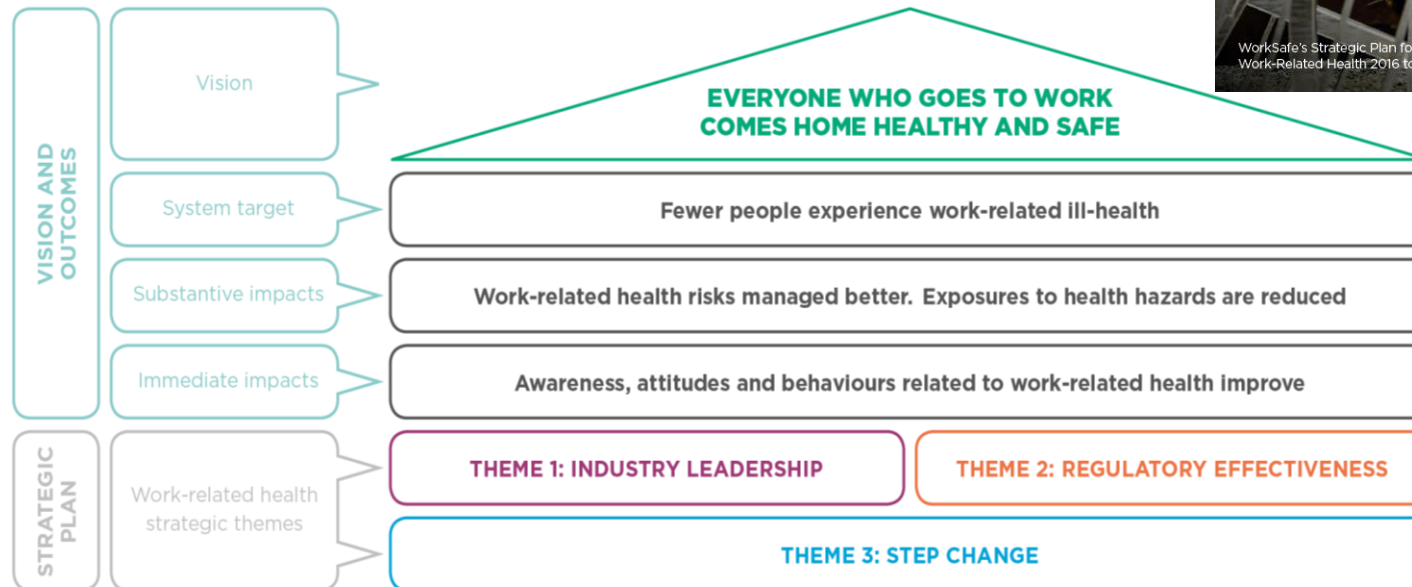 WorkSafe's Strategic Plan fo
Work-Related Health 2016 to
VISION AND
OUTCOMES
Vision
EVERYONE WHO GOES TO WORK
COMES HOME HEALTHY AND SAFE
System target
Fewer people experience work-related ill-health
Substantive impacts
Work-related health risks managed better. Exposures to health hazards are reduced
Immediate impacts
Awareness, attitudes and behaviours related to work-related health improve
STRATEGIC
PLAN
Work-related health
strategic themes
THEME 1: INDUSTRY LEADERSHIP
THEME 2: REGULATORY EFFECTIVENESS
THEME 3: STEP CHANGE